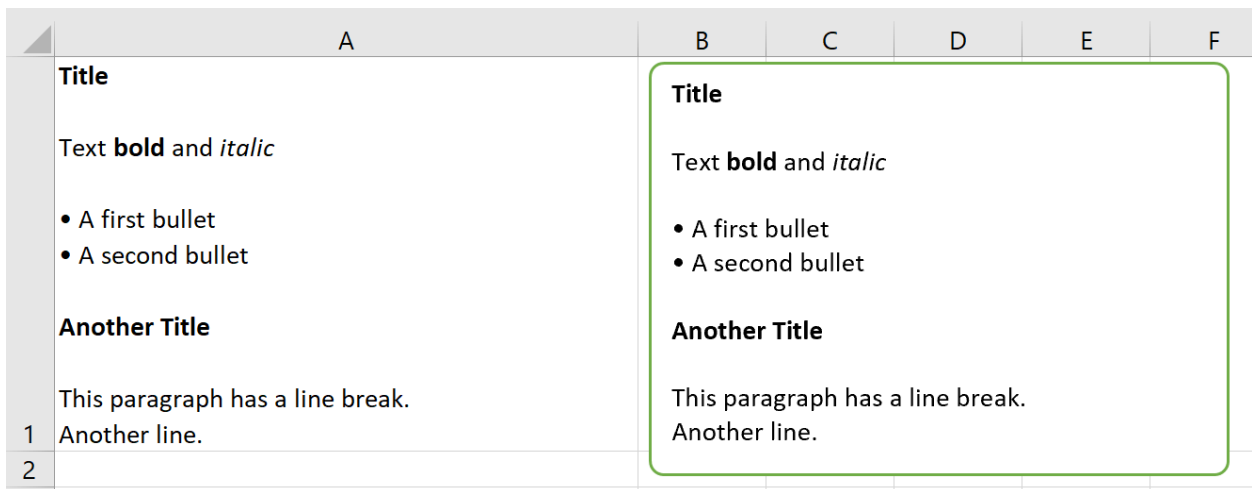 A B C D E F
Title
Text bold and italic
• A first bullet
• A second bullet
Another Title
This paragraph has a line break.
1 Another line.
2
Title
Text bold and italic
• A first bullet
• A second bullet
Another Title
This paragraph has a line break.
Another line.